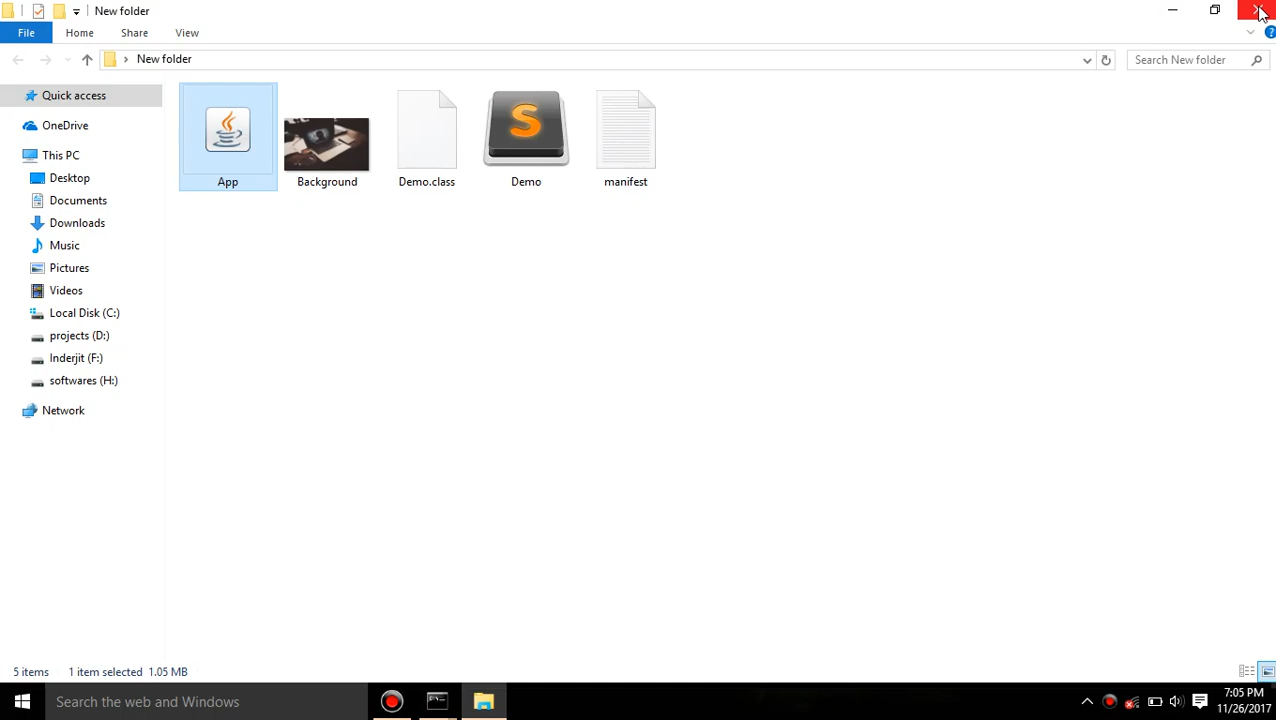 New folder
File Home Share View
New folder
Search New folder
Quick access
OneDrive
This PC
Desktop
Documents
Downloads
Music
Pictures
Videos
Local Disk (C:)
projects (D:)
Inderjit (F:)
softwares (H:)
Network
App
Background
Demo.class
Demo
manifest
5 items 1 item selected 1.05 MB
Search the web and Windows
7:05 PM
11/26/2017